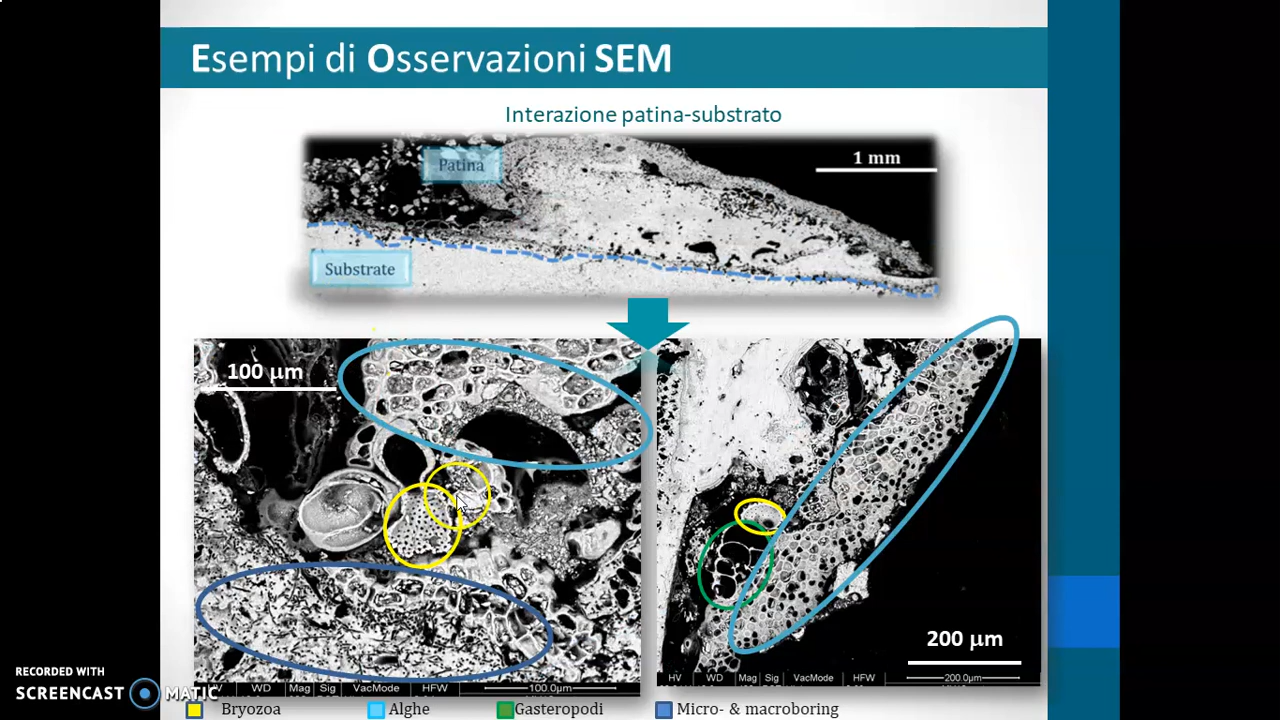 Esempi di Osservazioni SEM
Interazione patina-substrato
Patina
1 mm
Substrate
100 µm
200 µm
HV WD Mag Sig VacMode HFW 100.0µm
HV WD Mag Sig VacMode HFW 200.0µm
Bryozoa Alghe Gasteropodi Micro- & macroboring
RECORDED WITH
SCREENCAST MATIC